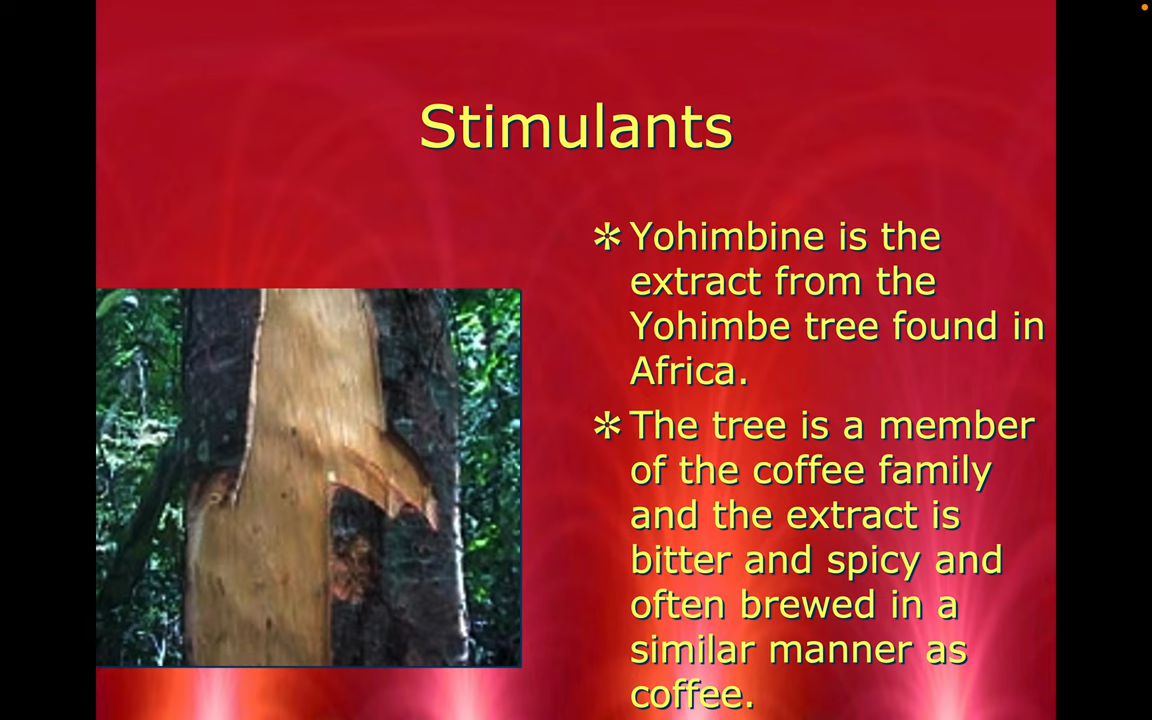 Stimulants
✲ Yohimbine is the
extract from the
Yohimbe tree found in
Africa.
✲ The tree is a member
of the coffee family
and the extract is
bitter and spicy and
often brewed in a
similar manner as
coffee.